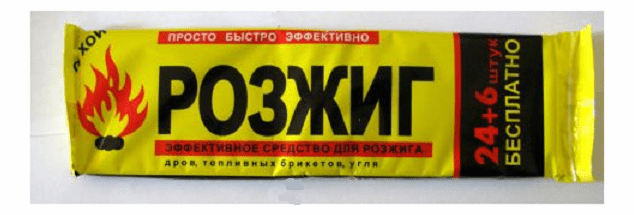 ПРОСТО БЫСТРО ЭФФЕКТИВНО
РОЗЖИГ
ЭФФЕКТИВНОЕ СРЕДСТВО ДЛЯ РОЗЖИГА
дров, топливных брикетов, угля
24+6 штук
БЕСПЛАТНО